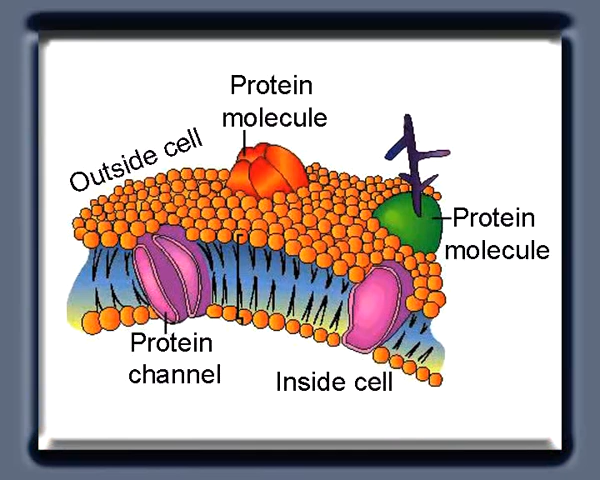 Protein
molecule
Outside cell
Protein
molecule
Protein
channel
Inside cell